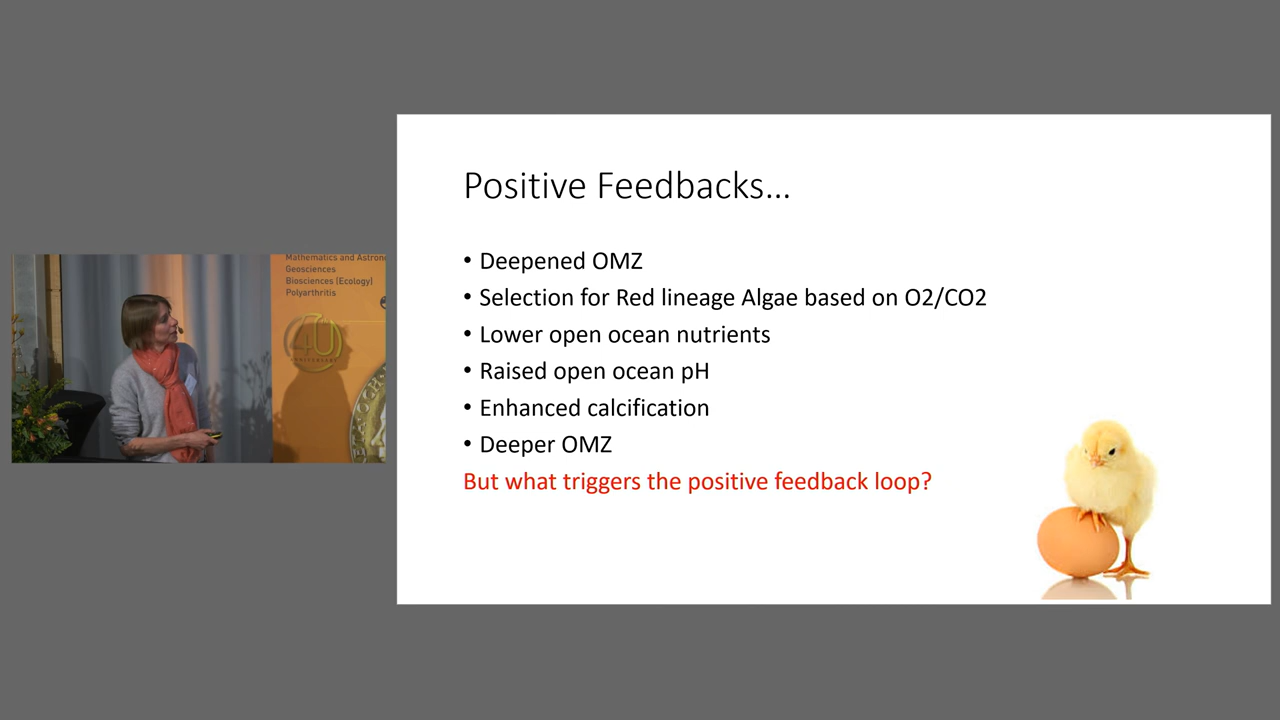 Mathematics and Astron
Geosciences
Biosciences (Ecology)
Polyarthritis
40
ANNIVERSARY
Positive Feedbacks...
• Deepened OMZ
• Selection for Red lineage Algae based on O2/CO2
• Lower open ocean nutrients
• Raised open ocean pH
• Enhanced calcification
• Deeper OMZ
But what triggers the positive feedback loop?